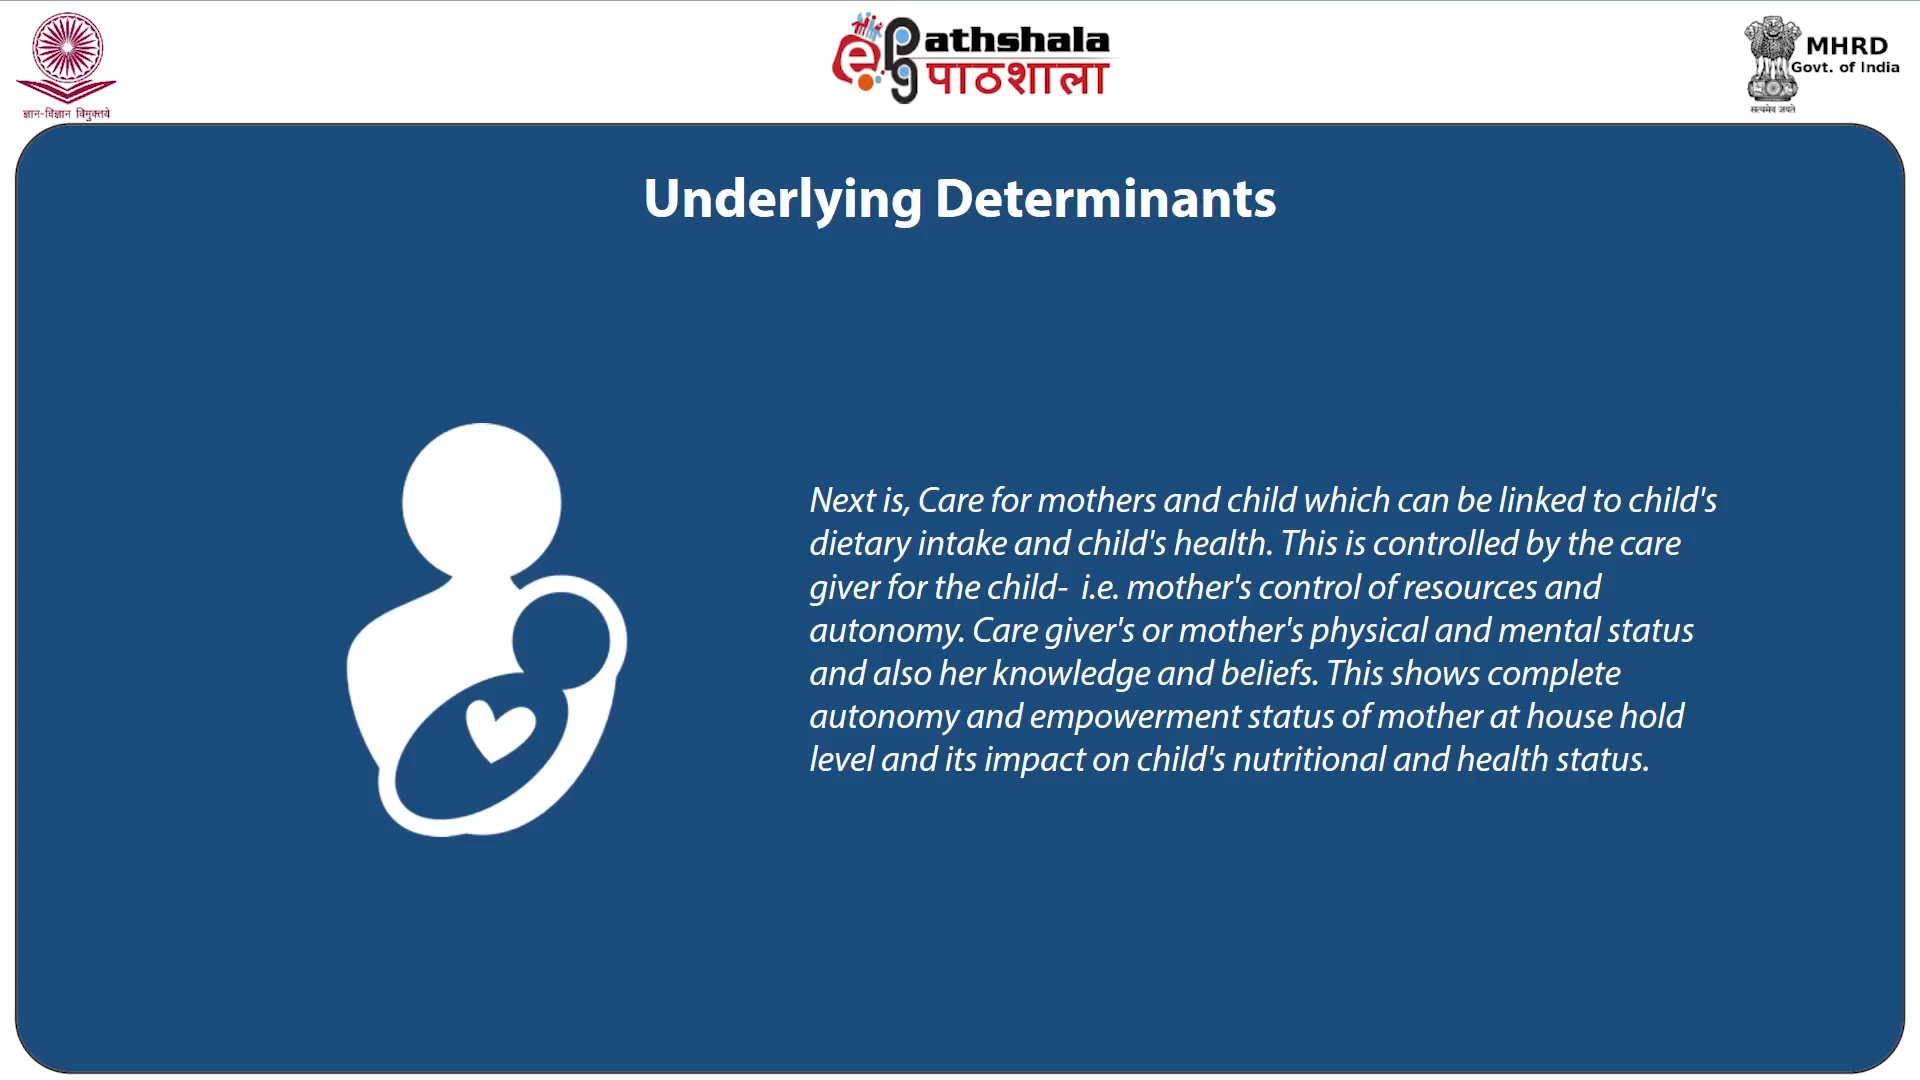 ज्ञान-विज्ञान विमुक्तये
e pg Pathshala
पाठशाला
MHRD
Govt. of India
सत्यमेव जयते
Underlying Determinants
Next is, Care for mothers and child which can be linked to child's
dietary intake and child's health. This is controlled by the care
giver for the child-  i.e. mother's control of resources and
autonomy. Care giver's or mother's physical and mental status
and also her knowledge and beliefs. This shows complete
autonomy and empowerment status of mother at house hold
level and its impact on child's nutritional and health status.